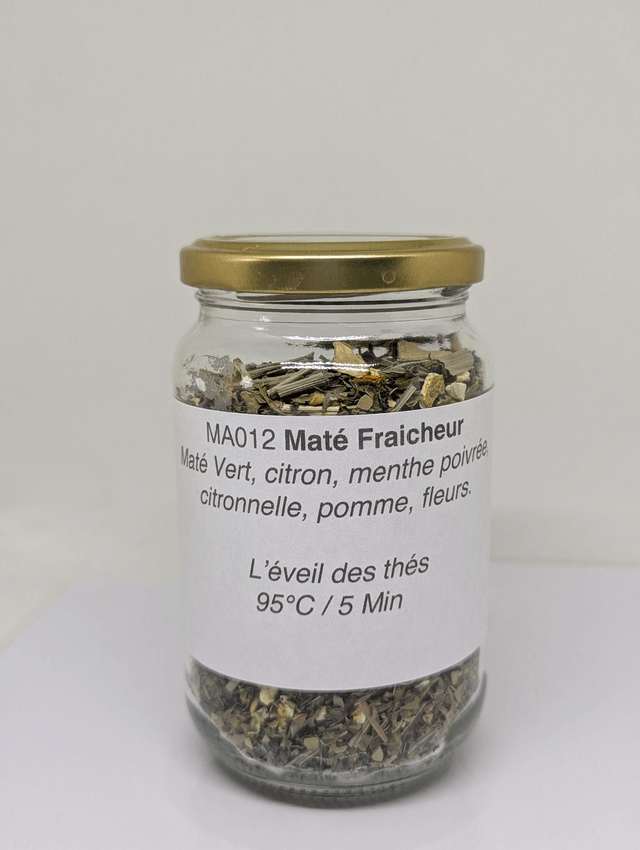 MA012 Maté Fraicheur
Maté Vert, citron, menthe poivrée,
citronnelle, pomme, fleurs.
L'éveil des thés
95°C / 5 Min